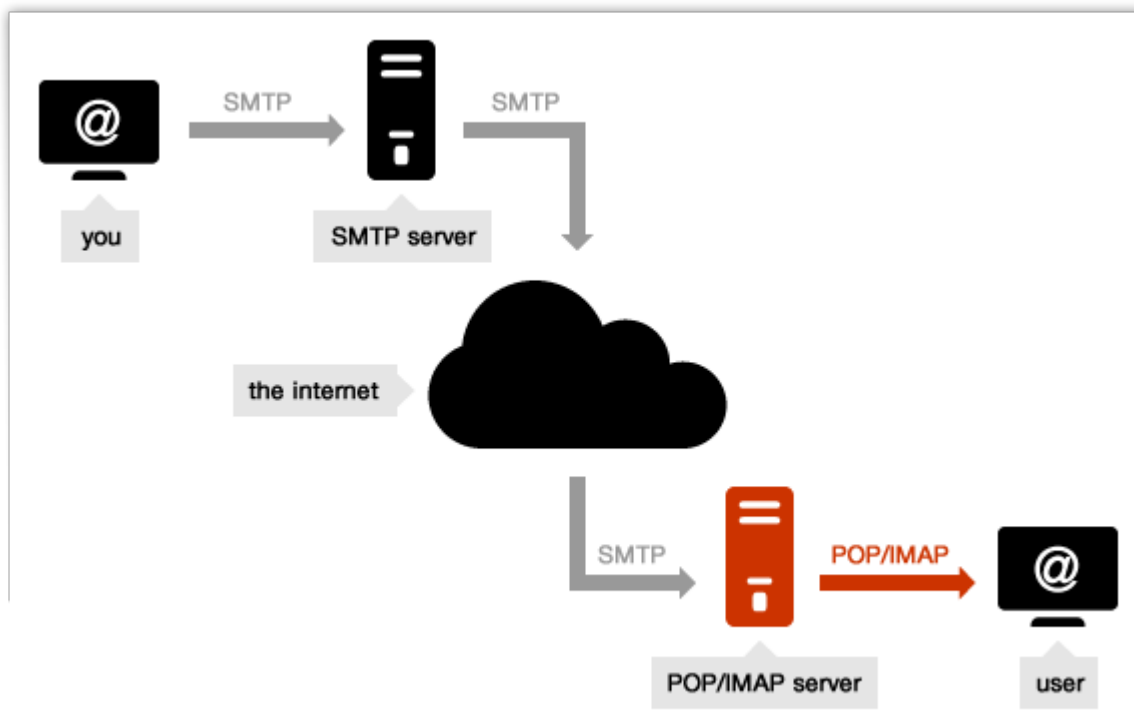 @
SMTP
SMTP
you
SMTP server
the internet
SMTP
POP/IMAP
@
POP/IMAP server
user